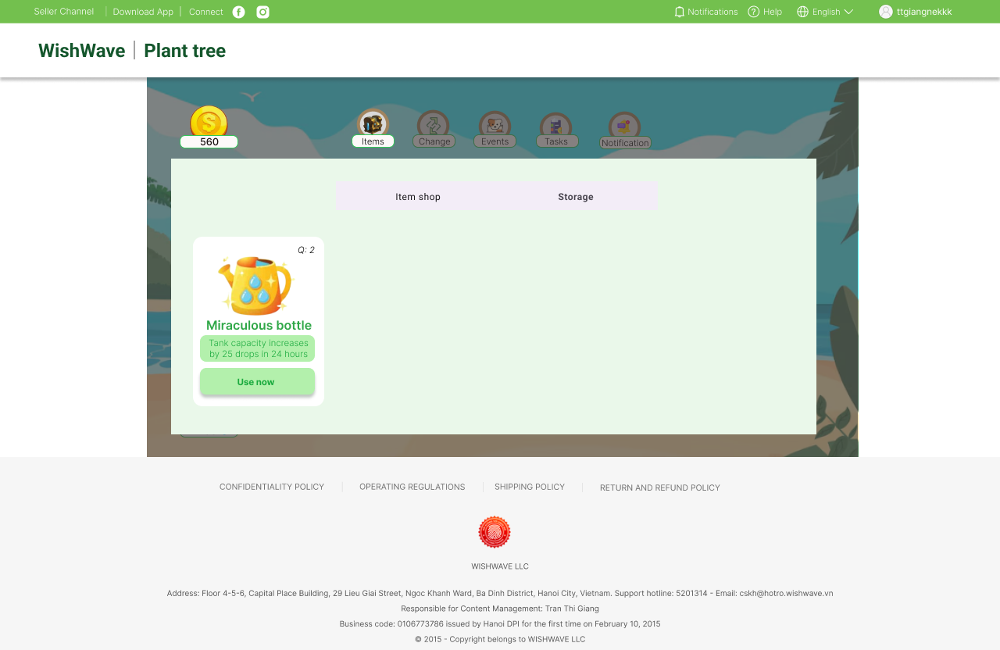 Seller Channel | Download App | Connect Notifications Help English ttgiangnekkk
WishWave | Plant tree
560 Items Change Events Tasks Notification
Item shop Storage
Q: 2
Miraculous bottle
Tank capacity increases
by 25 drops in 24 hours
Use now
CONFIDENTIALITY POLICY | OPERATING REGULATIONS | SHIPPING POLICY | RETURN AND REFUND POLICY
WISHWAVE LLC
Address: Floor 4-5-6, Capital Place Building, 29 Lieu Giai Street, Ngoc Khanh Ward, Ba Dinh District, Hanoi City, Vietnam. Support hotline: 5201314 - Email: cskh@hotro.wishwave.vn
Responsible for Content Management: Tran Thi Giang
Business code: 0106773786 issued by Hanoi DPI for the first time on February 10, 2015
© 2015 - Copyright belongs to WISHWAVE LLC